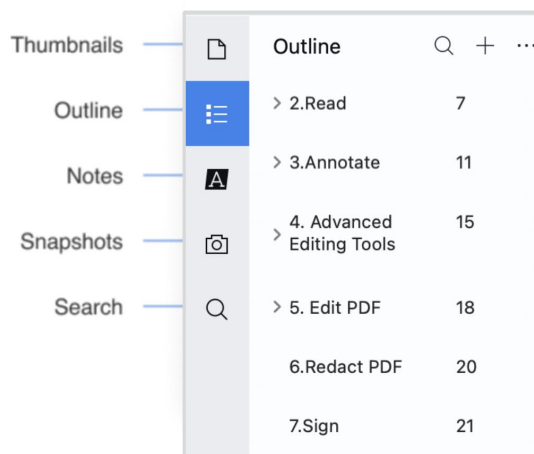 Thumbnails
Outline
Notes
Snapshots
Search
A
Outline
2.Read 7
3.Annotate 11
4. Advanced
Editing Tools 15
5. Edit PDF 18
6.Redact PDF 20
7.Sign 21